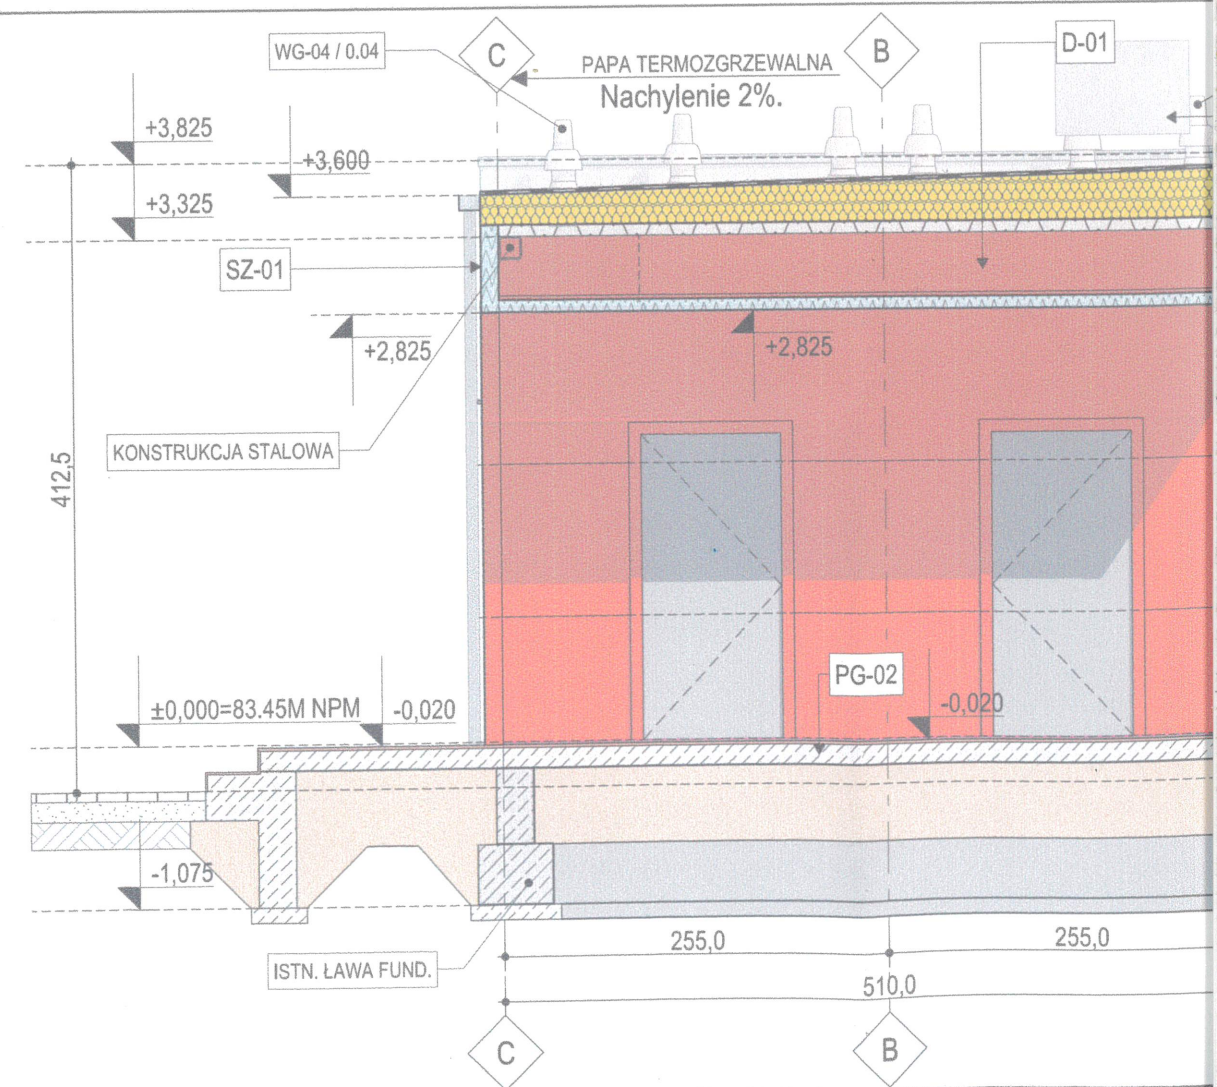 WG-04 / 0.04
C
B
D-01
PAPA TERMOZGRZEWALNA
Nachylenie 2%.
+3,825
+3,600
+3,325
SZ-01
+2,825
+2,825
KONSTRUKCJA STALOWA
412,5
PG-02
±0,000=83.45M NPM
-0,020
-0,020
-1,075
ISTN. ŁAWA FUND.
255,0
255,0
510,0
C
B